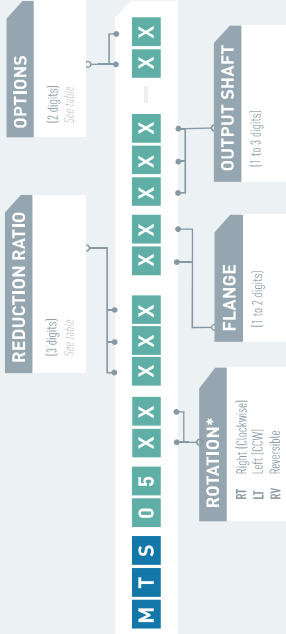 REDUCTION RATIO
(3 digits)
See table
OPTIONS
(2 digits)
See table
M T S 0 5 X X X X X X X X X X — X X
ROTATION*
RT Right (Clockwise)
LT Left (CCW)
RV Reversible
FLANGE
(1 to 2 digits)
OUTPUT SHAFT
(1 to 3 digits)